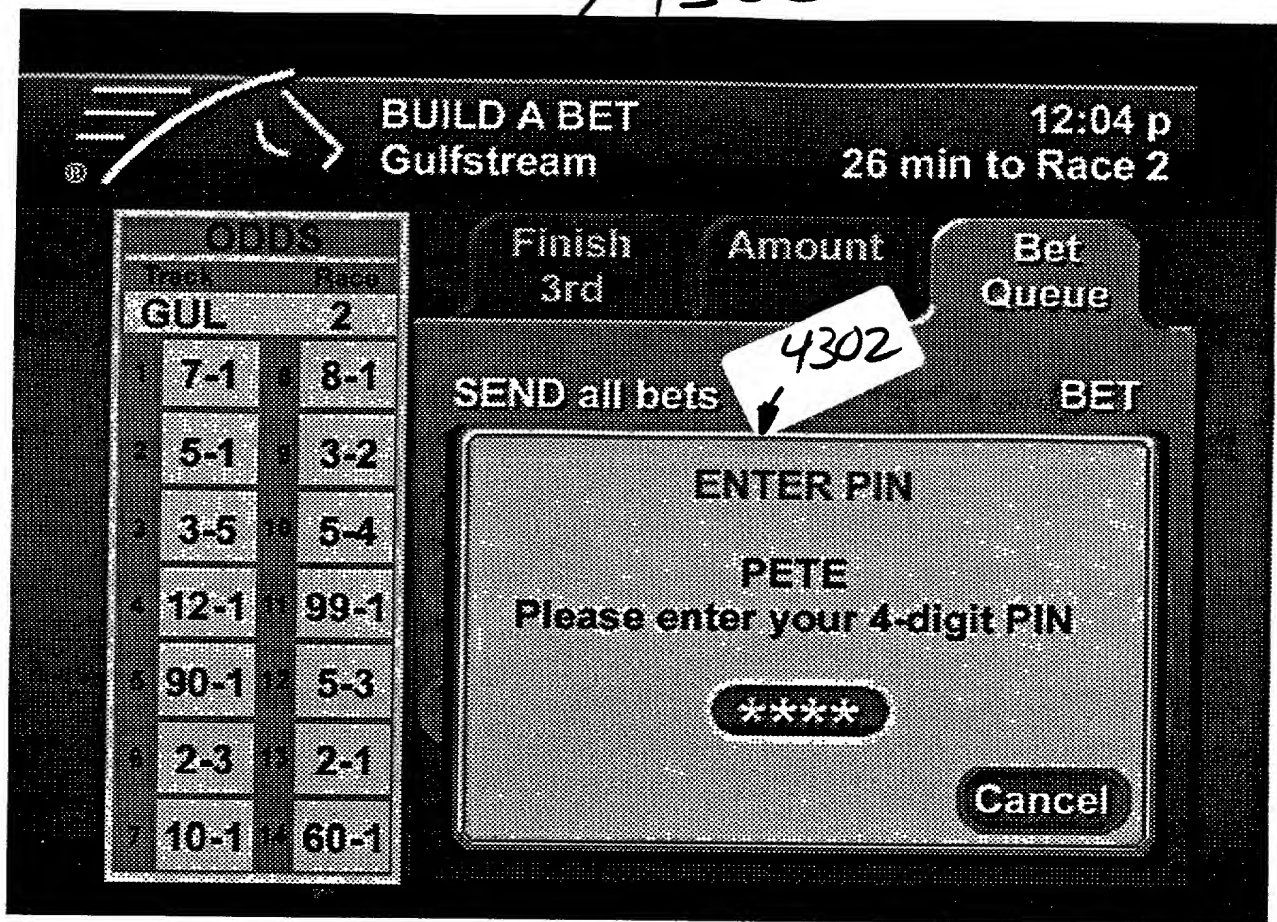 4300
®
BUILD A BET
Gulfstream
12:04 p
26 min to Race 2
ODDS
Track Race
GUL 2
1 7-1 8 8-1
2 5-1 9 3-2
3 3-5 10 5-4
4 12-1 11 99-1
5 90-1 12 5-3
6 2-3 13 2-1
7 10-1 14 60-1
Finish
3rd
Amount
Bet
Queue
4302
SEND all bets
BET
ENTER PIN
PETE
Please enter your 4-digit PIN
****
Cancel